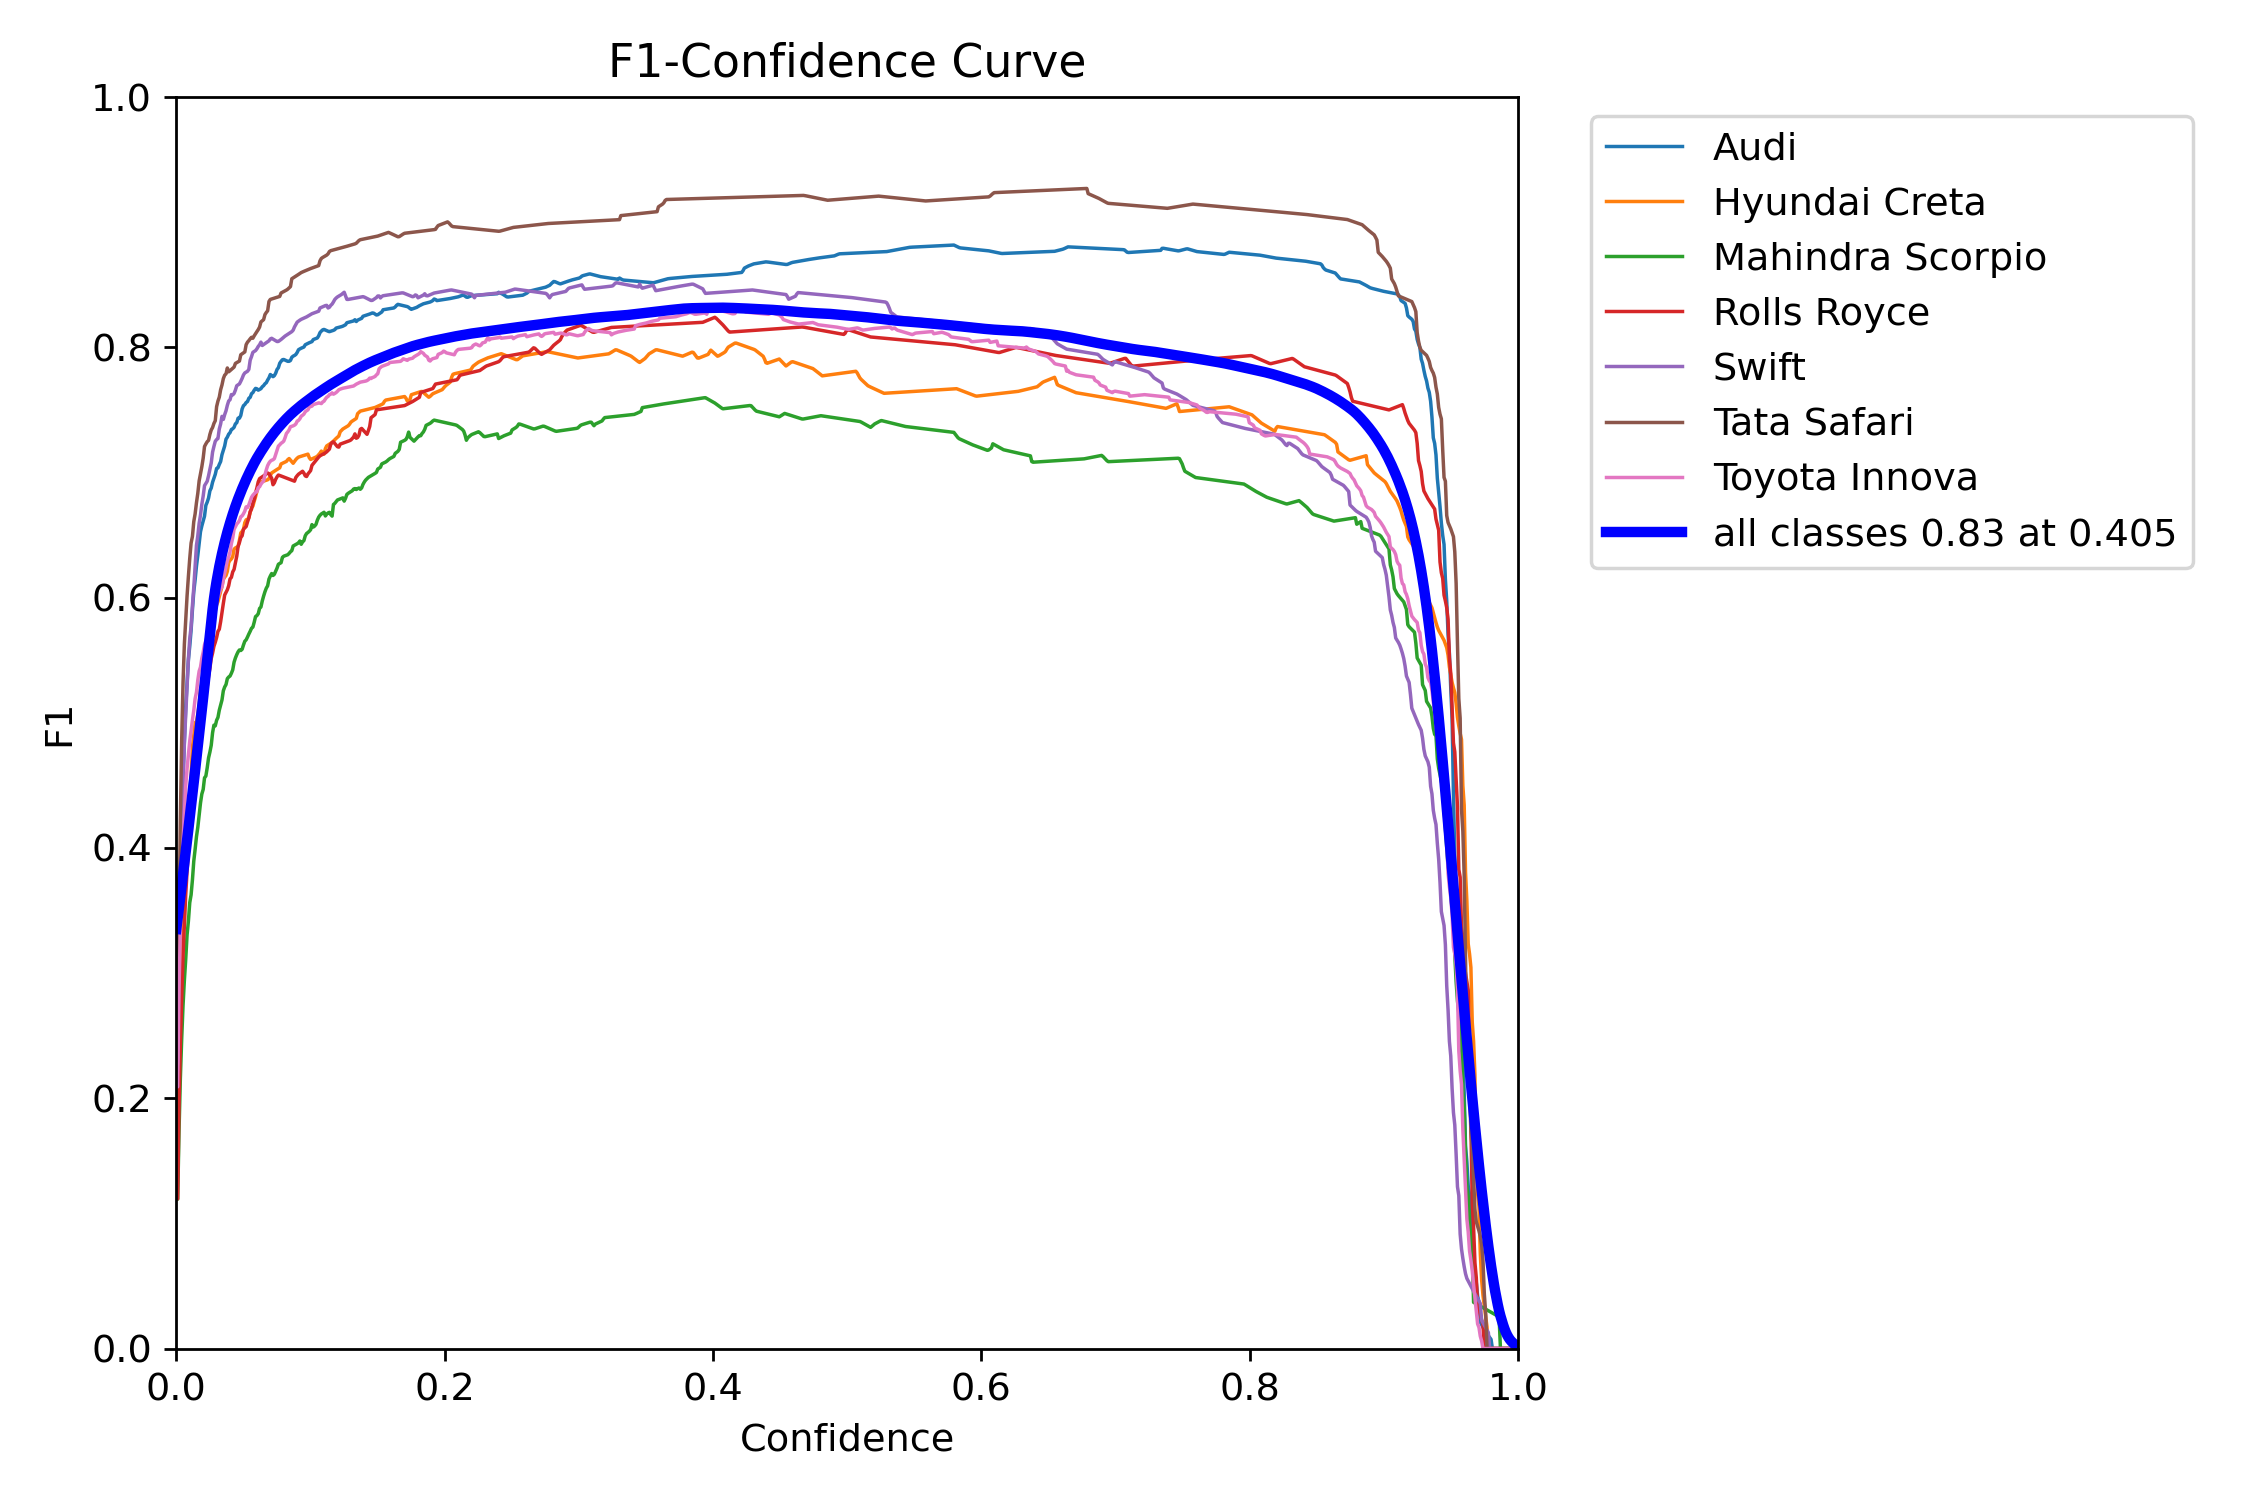 F1-Confidence Curve
1.0
0.8
0.6
0.4
0.2
0.0
F1
0.0 0.2 0.4 0.6 0.8 1.0
Confidence
Audi
Hyundai Creta
Mahindra Scorpio
Rolls Royce
Swift
Tata Safari
Toyota Innova
all classes 0.83 at 0.405